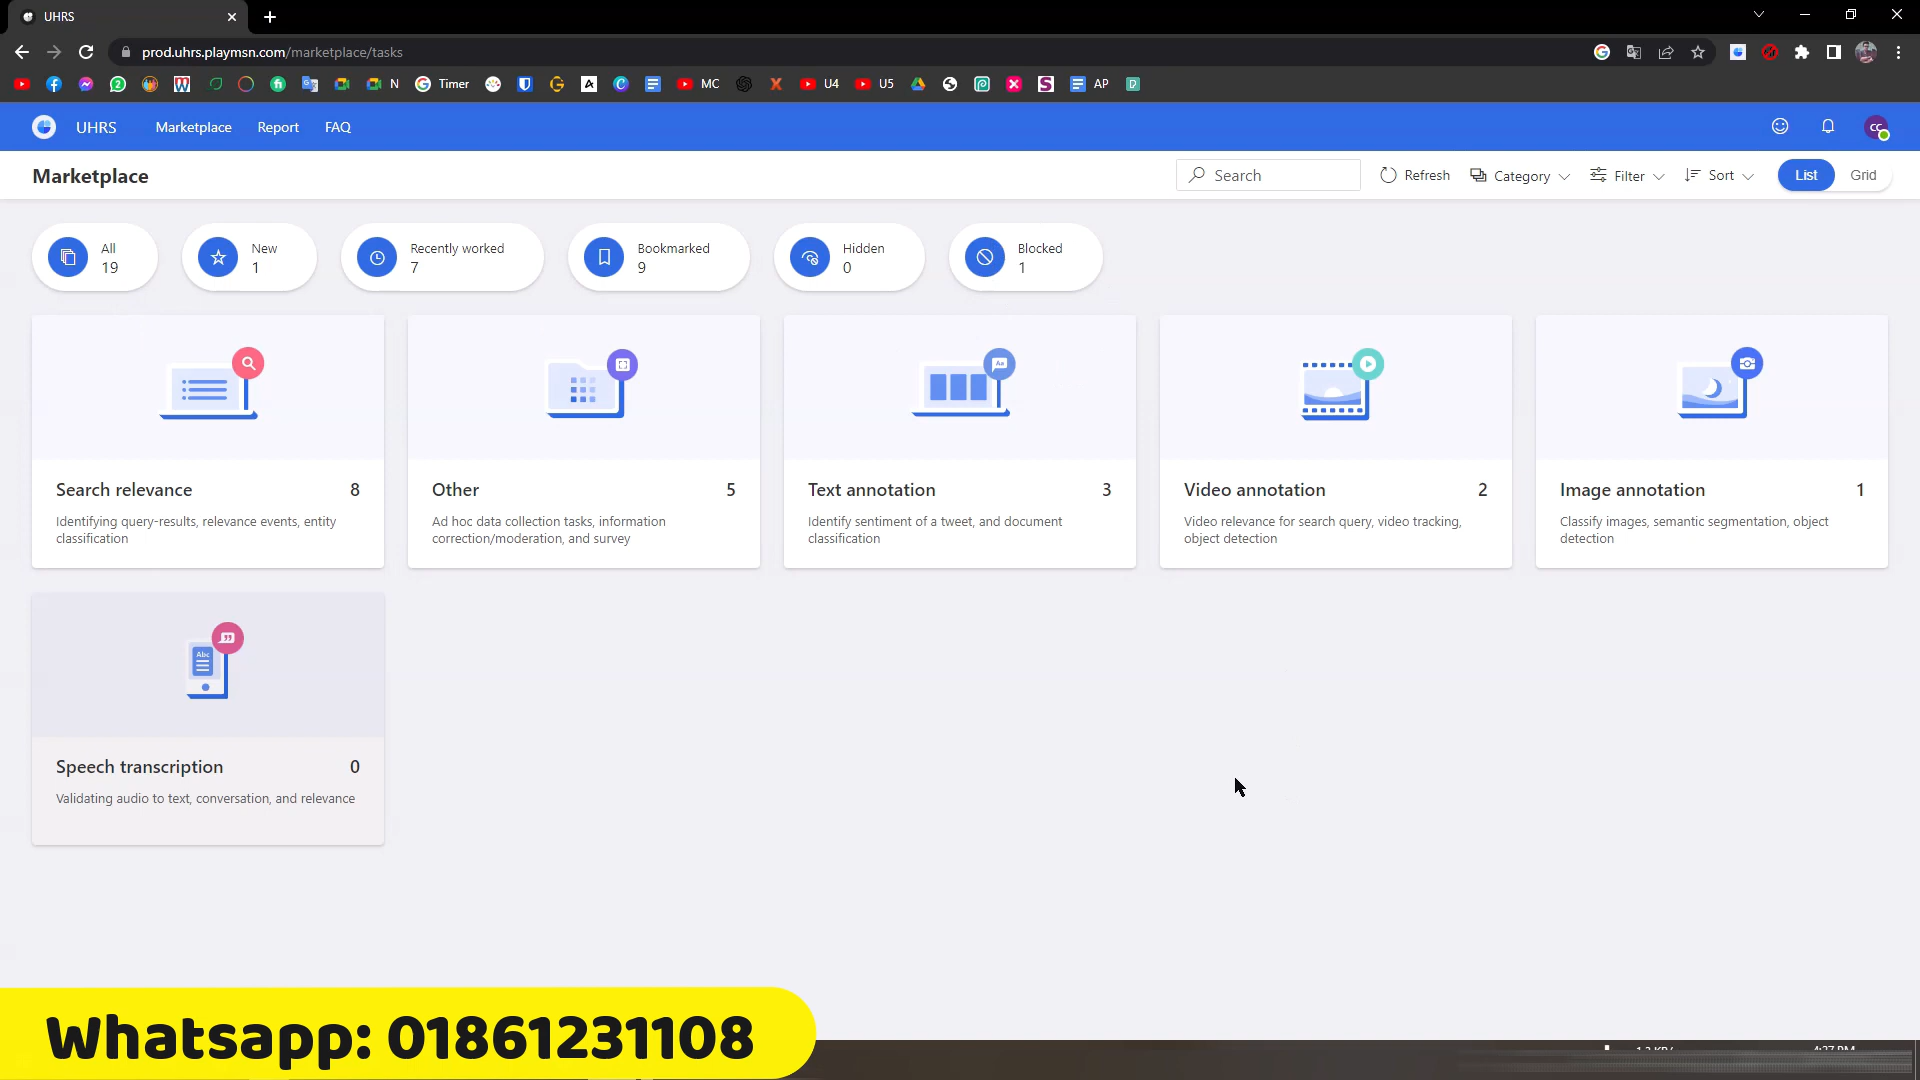 UHRS
prod.uhrs.playmsn.com/marketplace/tasks
N
Timer
MC
U4
U5
AP
UHRS
Marketplace
Report
FAQ
CC
Marketplace
Search
Refresh
Category
Filter
Sort
List
Grid
All
19
New
1
Recently worked
7
Bookmarked
9
Hidden
0
Blocked
1
Search relevance 8
Identifying query-results, relevance events, entity
classification
Other 5
Ad hoc data collection tasks, information
correction/moderation, and survey
Aa
Text annotation 3
Identify sentiment of a tweet, and document
classification
Video annotation 2
Video relevance for search query, video tracking,
object detection
Image annotation 1
Classify images, semantic segmentation, object
detection
Abc
Speech transcription 0
Validating audio to text, conversation, and relevance
Whatsapp: 01861231108